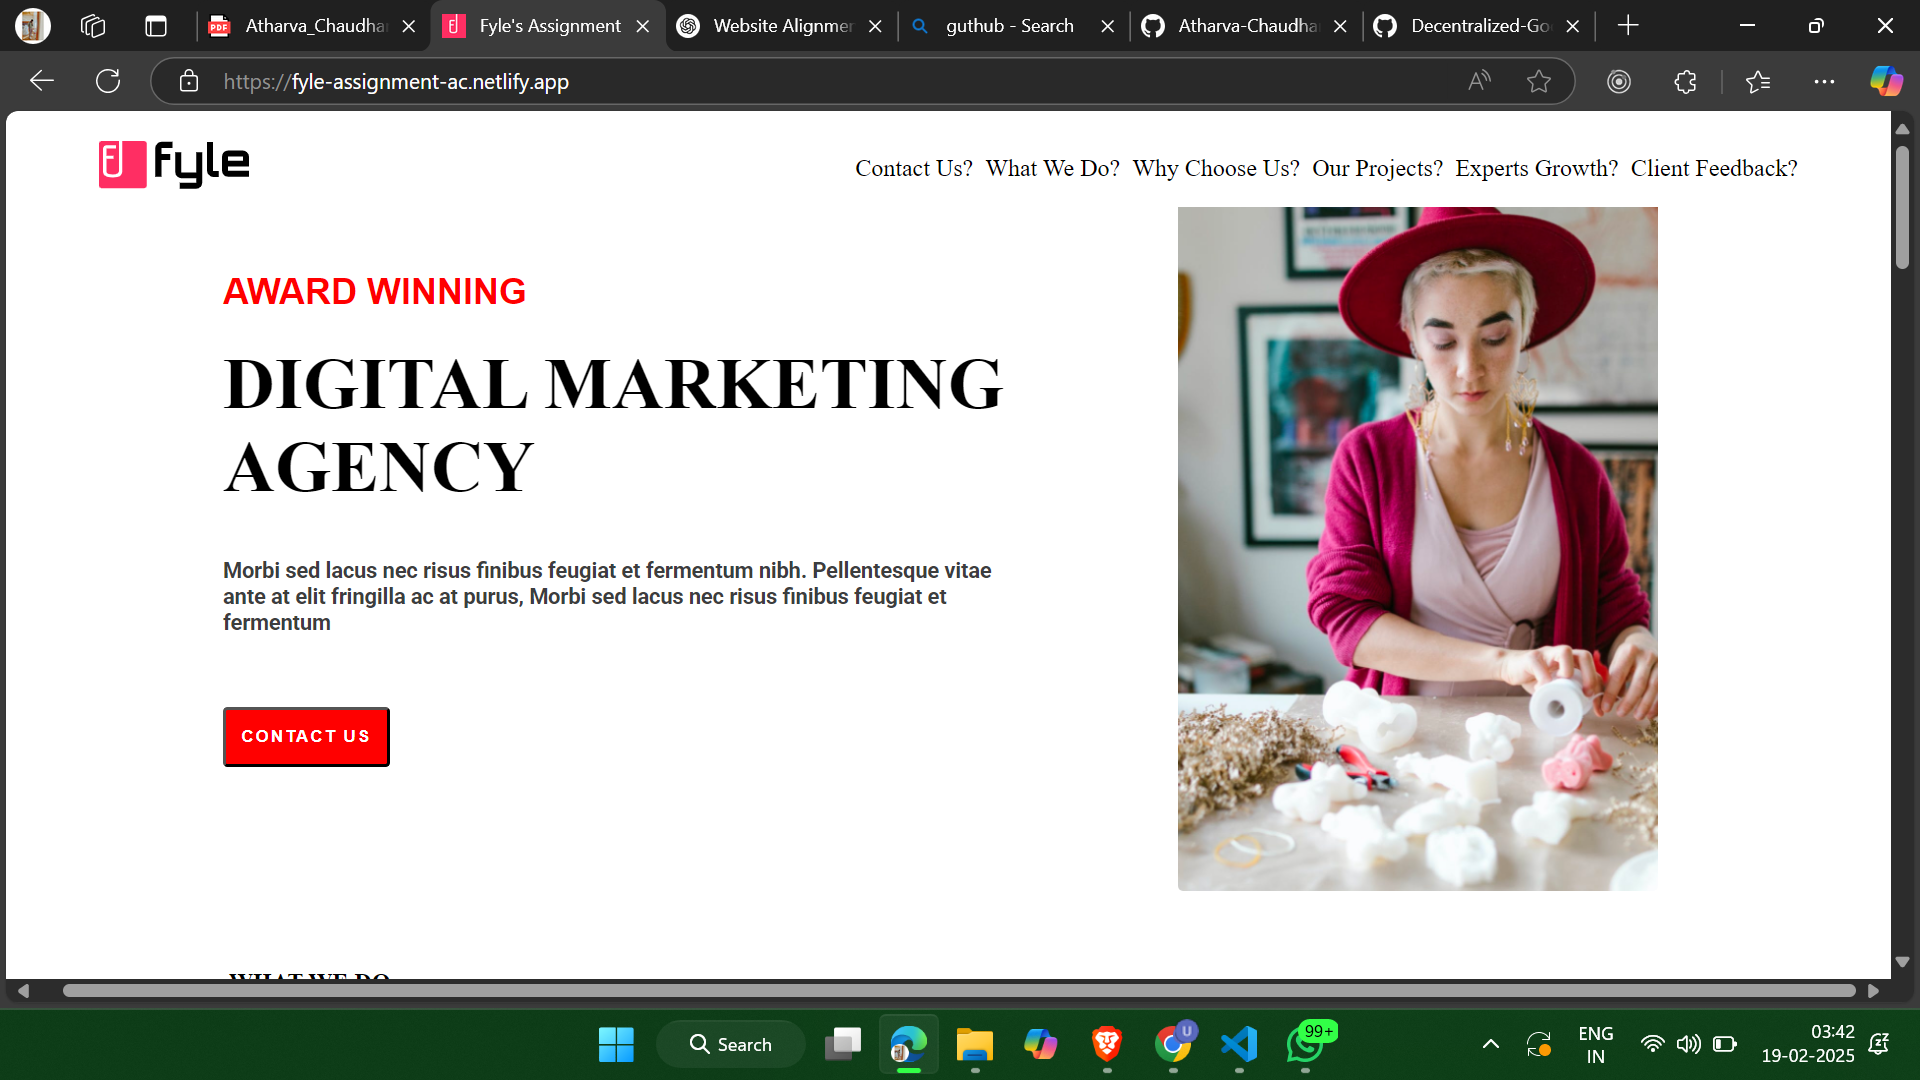 Atharva_Chaudha
Fyle's Assignment
Website Alignmer
guthub - Search
Atharva-Chaudha
Decentralized-Go
https://fyle-assignment-ac.netlify.app
fyle
Contact Us? What We Do? Why Choose Us? Our Projects? Experts Growth? Client Feedback?
AWARD WINNING
DIGITAL MARKETING
AGENCY
Morbi sed lacus nec risus finibus feugiat et fermentum nibh. Pellentesque vitae
ante at elit fringilla ac at purus, Morbi sed lacus nec risus finibus feugiat et
fermentum
CONTACT US
WHAT WE DO
Search
99+
ENG
IN
03:42
19-02-2025